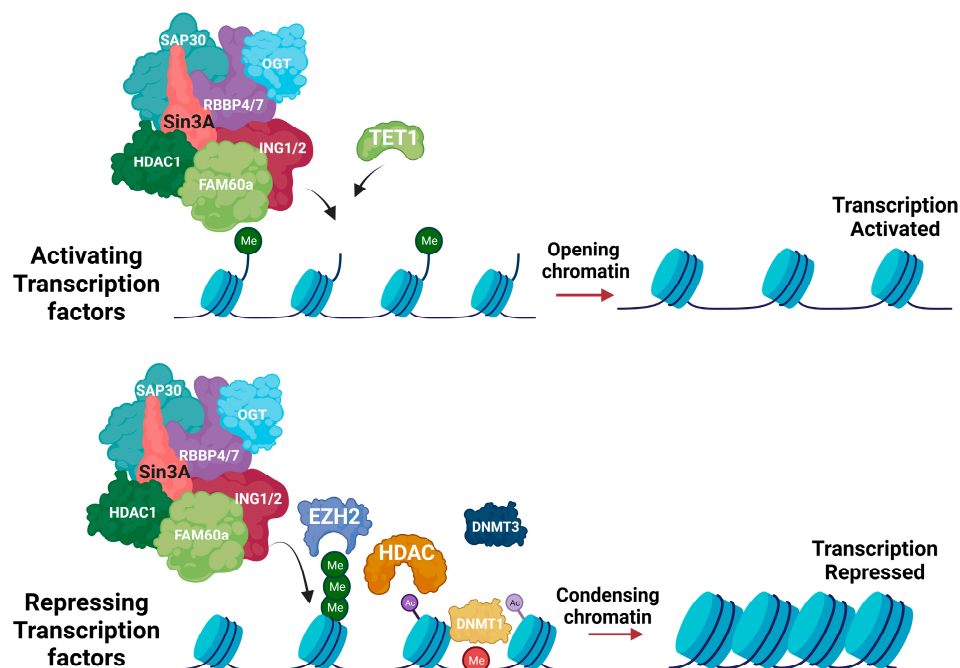 SAP30
OGT
RBBP4/7
Sin3A
HDAC1
ING1/2
FAM60a
TET1
Me
Me
Activating
Transcription
factors
Opening
chromatin
Transcription
Activated
SAP30
OGT
RBBP4/7
Sin3A
HDAC1
ING1/2
FAM60a
EZH2
HDAC
DNMT3
Me
Me
Me
Ac
Ac
DNMT1
Me
Repressing
Transcription
factors
Condensing
chromatin
Transcription
Repressed